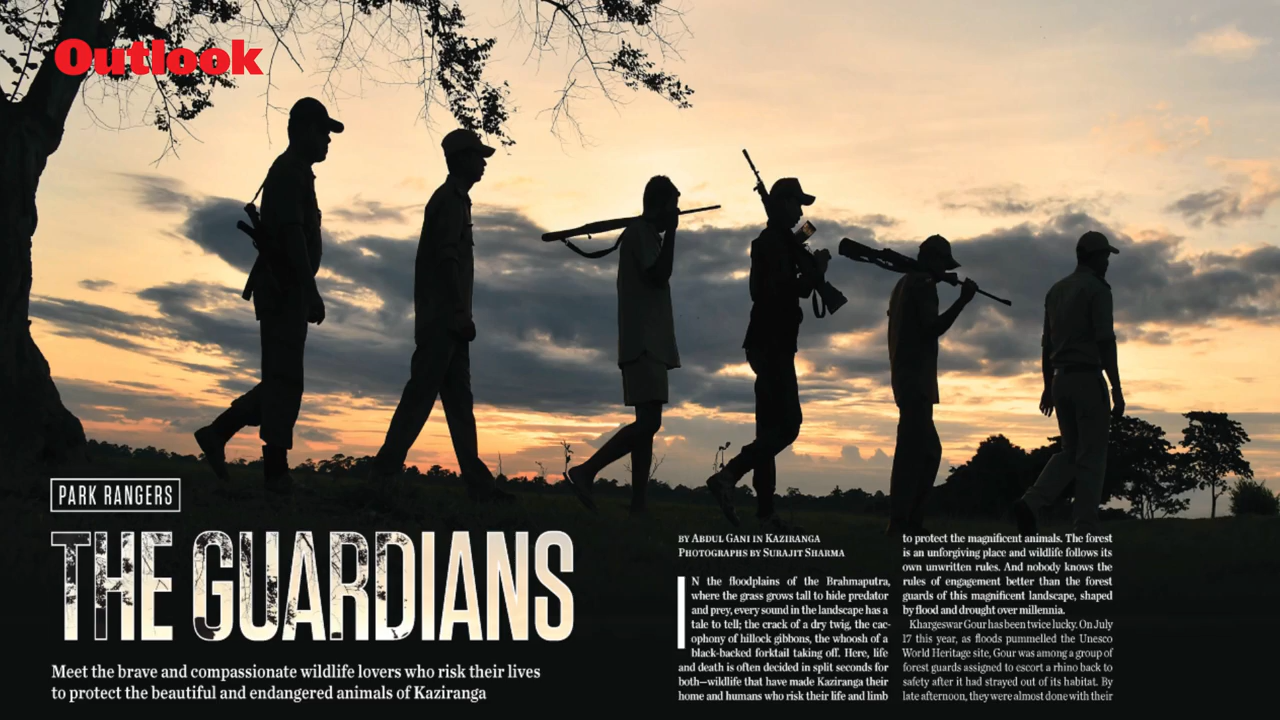 Outlook
PARK RANGERS
THE GUARDIANS
Meet the brave and compassionate wildlife lovers who risk their lives
to protect the beautiful and endangered animals of Kaziranga
BY ABDUL GANI IN KAZIRANGA
PHOTOGRAPHS BY SURAJIT SHARMA
IN the floodplains of the Brahmaputra,
where the grass grows tall to hide predator
and prey, every sound in the landscape has a
tale to tell; the crack of a dry twig, the cac-
ophony of hillock gibbons, the whoosh of a
black-backed forktail taking off. Here, life
and death is often decided in split seconds for
both—wildlife that have made Kaziranga their
home and humans who risk their life and limb
to protect the magnificent animals. The forest
is an unforgiving place and wildlife follows its
own unwritten rules. And nobody knows the
rules of engagement better than the forest
guards of this magnificent landscape, shaped
by flood and drought over millennia.
Khargeswar Gour has been twice lucky. On July
17 this year, as floods pummelled the Unesco
World Heritage site, Gour was among a group of
forest guards assigned to escort a rhino back to
safety after it had strayed out of its habitat. By
late afternoon, they were almost done with their